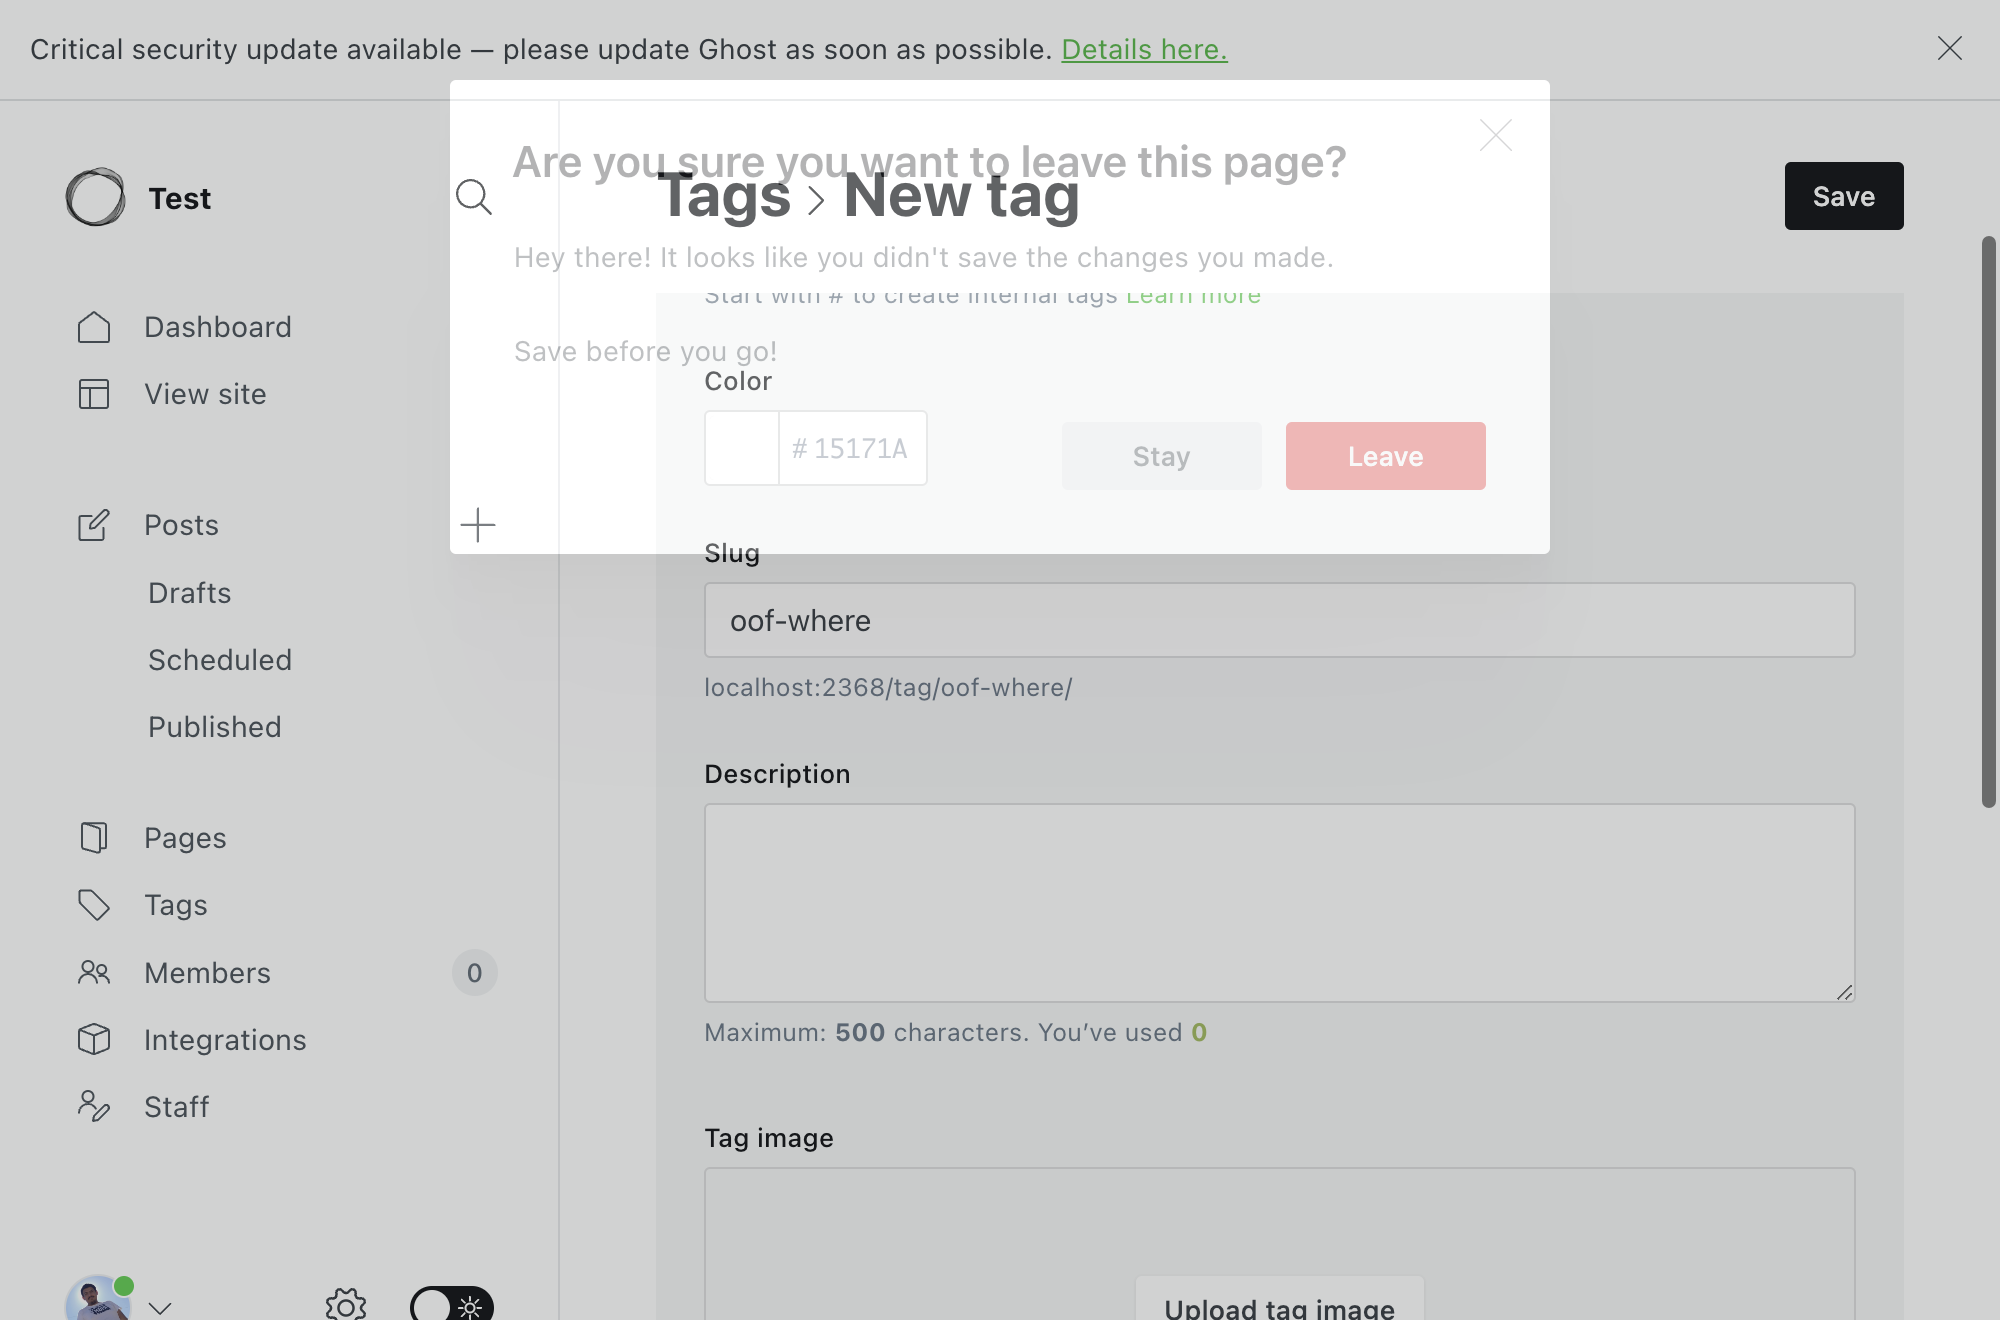 Critical security update available — please update Ghost as soon as possible. Details here.
Test
Dashboard
View site
Posts
Drafts
Scheduled
Published
Pages
Tags
Members 0
Integrations
Staff
Are you sure you want to leave this page?
Hey there! It looks like you didn't save the changes you made.
Save before you go!
Stay
Leave
Tags › New tag
Save
Start with # to create internal tags Learn more
Color
# 15171A
Slug
oof-where
localhost:2368/tag/oof-where/
Description
Maximum: 500 characters. You’ve used 0
Tag image
Upload tag image